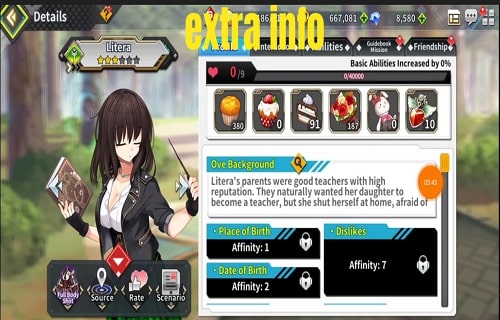 Details
extra info
667,081
8,580
Litera
Abilities
Guidebook
Mission
Friendship
Basic Abilities Increased by 0%
0/9
0/40000
380
0
91
187
0
10
Ove Background
Litera's parents were good teachers with high
reputation. They naturally wanted her daughter to
become a teacher, but she shut herself at home, afraid of
03:43
Place of Birth
Affinity: 1
Dislikes
Affinity: 7
Date of Birth
Affinity: 2
Full Body
Shot
Source
Rate
Scenario